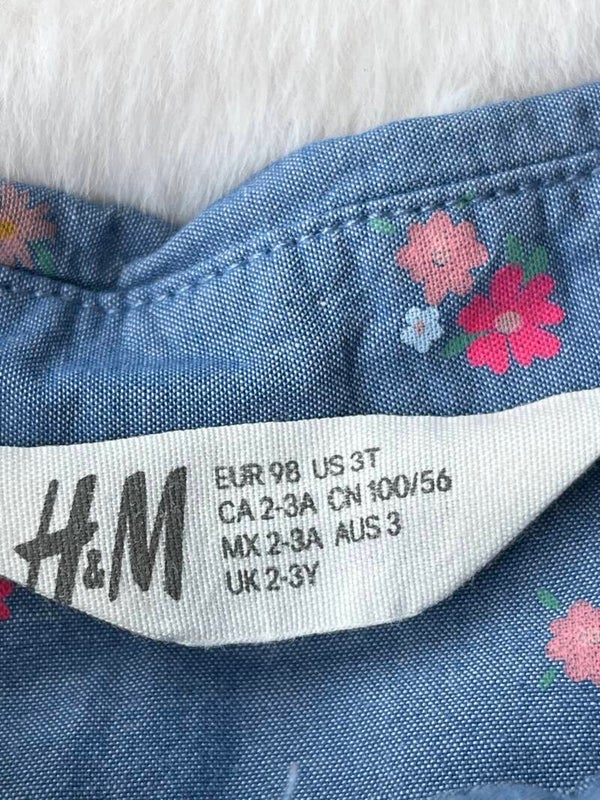 H&M
EUR 98 US 3T
CA 2-3A CN 100/56
MX 2-3A AUS 3
UK 2-3Y